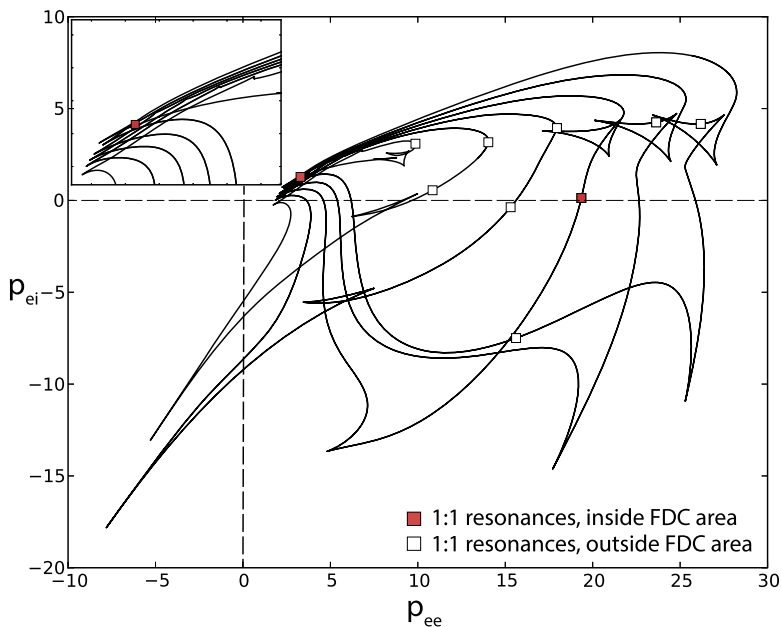 10
5
0
p_ei −5
−10
−15
−20
1:1 resonances, inside FDC area
1:1 resonances, outside FDC area
−10 −5 0 5 10 15 20 25 30
p_ee